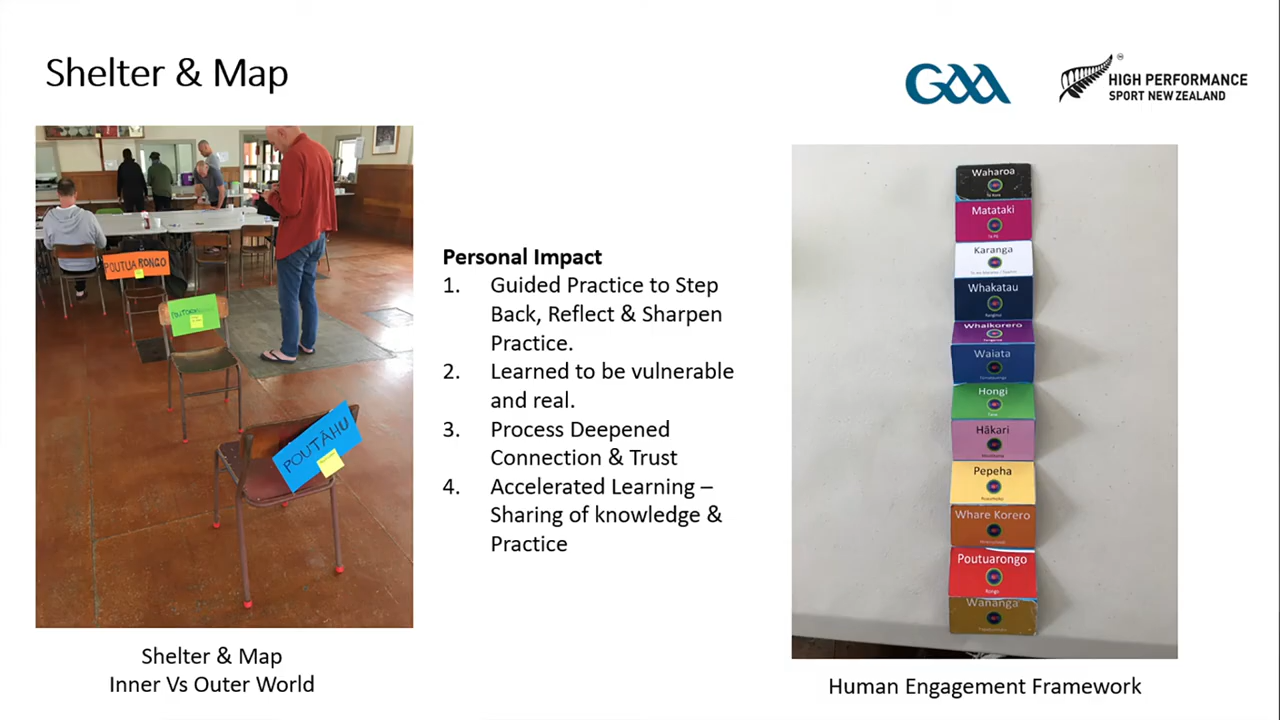 Shelter & Map
GAA
HIGH PERFORMANCE
SPORT NEW ZEALAND
POUTUA RONGO
POUTĀHU
Shelter & Map
Inner Vs Outer World
Personal Impact
1. Guided Practice to Step
Back, Reflect & Sharpen
Practice.
2. Learned to be vulnerable
and real.
3. Process Deepened
Connection & Trust
4. Accelerated Learning –
Sharing of knowledge &
Practice
Waharoa
Matataki
Karanga
Whakatau
Whaikorero
Waiata
Hongi
Hākari
Pepeha
Whare Korero
Poutuarongo
Rongo
Wananga
Human Engagement Framework